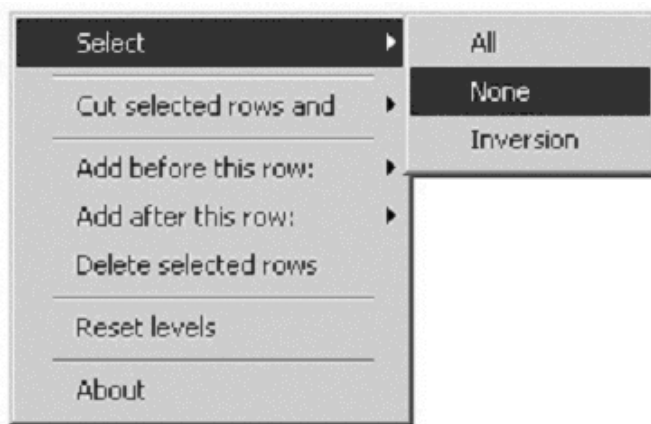 Select
Cut selected rows and
Add before this row:
Add after this row:
Delete selected rows
Reset levels
About
All
None
Inversion